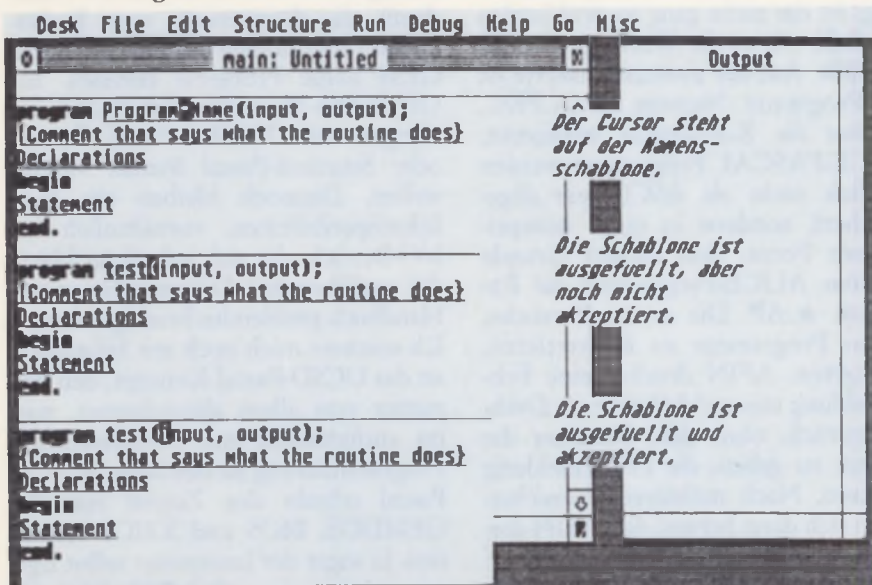 Desk File Edit Structure Run Debug Help Go Misc
main: Untitled
Output
program Program Name(input, output);
{Comment that says what the routine does}
Declarations
begin
Statement
end.
Der Cursor steht
auf der Namens-
schablone.
program test(input, output);
{Comment that says what the routine does}
Declarations
begin
Statement
end.
Die Schablone ist
ausgefuellt, aber
noch nicht
akzeptiert.
program test(input, output);
{Comment that says what the routine does}
Declarations
begin
Statement
end.
Die Schablone ist
ausgefuellt und
akzeptiert.